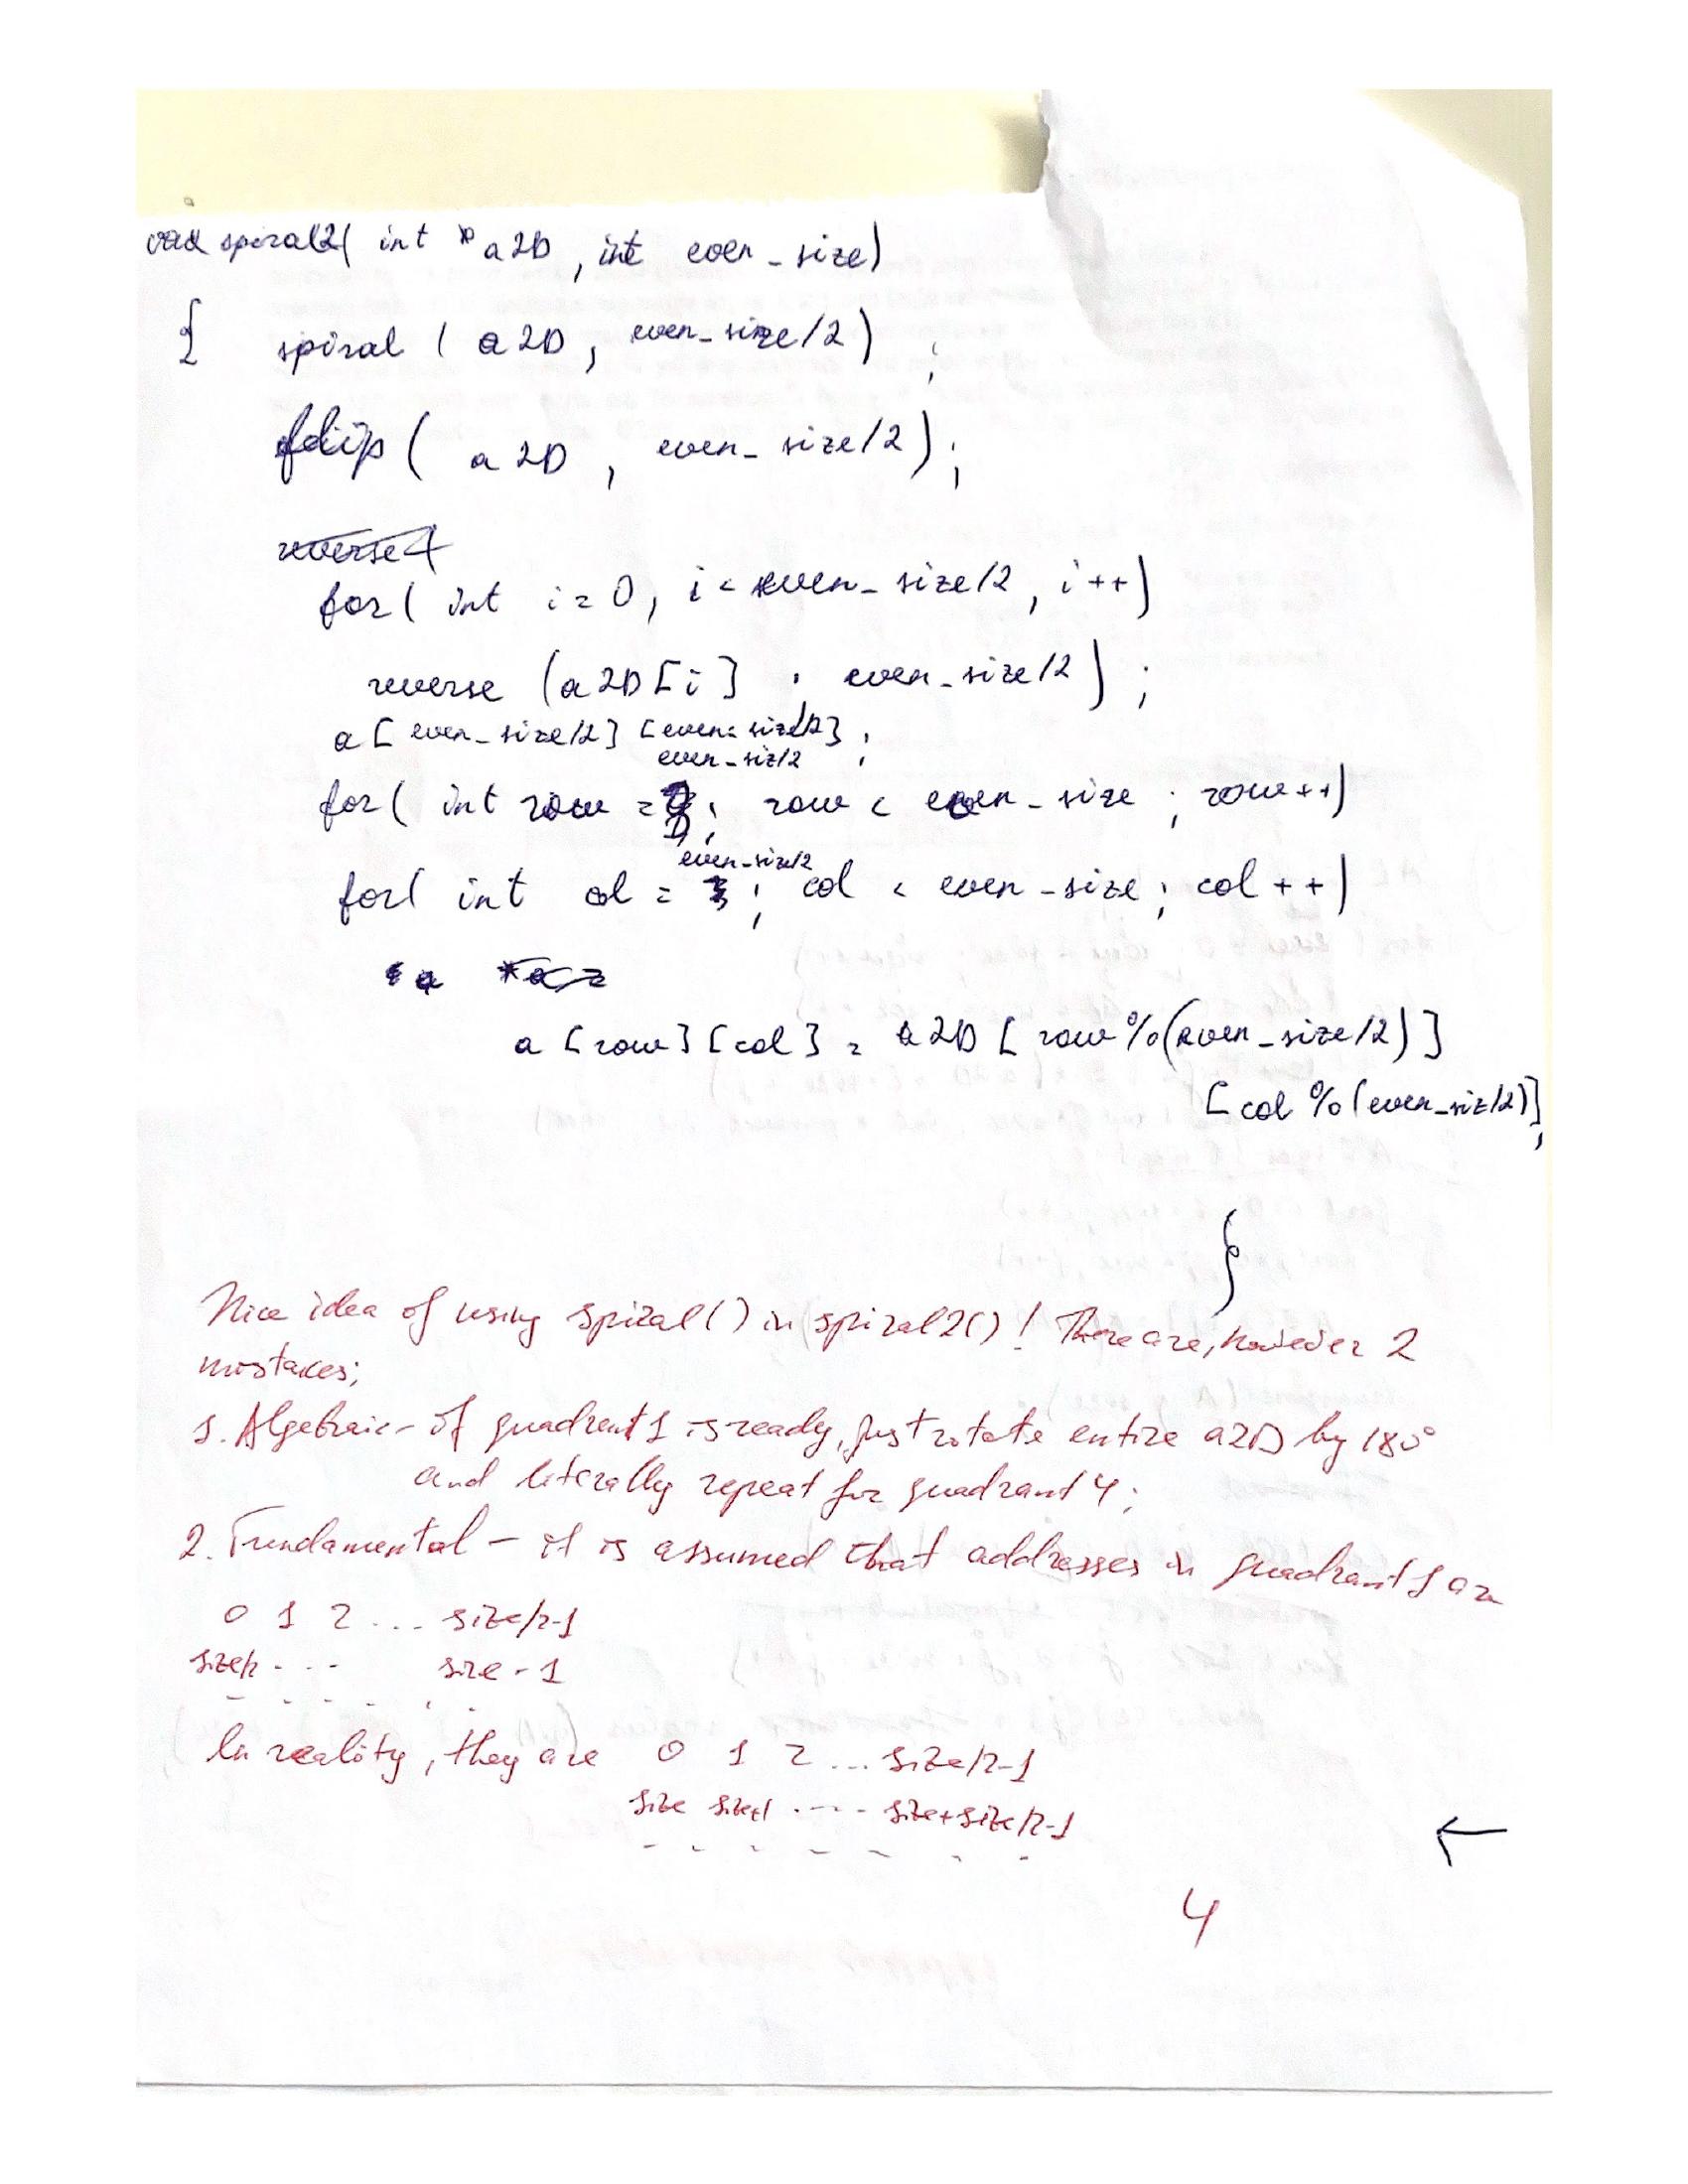 void spiral2( int *a2D, int even_size)
{ spiral ( a2D, even_size/2) ;
flip( a2D , even_size/2);
reverse(
for( int i=0, i< even_size/2, i++)
reverse (a2D[i] , even_size/2) ;
a[even_size/2] [even_size/2] ;
even_siz/2
for( int row = ; row < even_size ; row++)
even_size/2
for( int col = ; col < even_size; col++)
*a =
a[row][col] = a2D [ row%(even_size/2)]
[col %(even_siz/2)];
}
Nice idea of using spiral() in spiral2()! There are, however 2
mistakes:
1. Algebraic - if quadrant 1 is ready, just rotate entire a2D by 180°
and literally repeat for quadrant 4;
2. Fundamental - it is assumed that addresses in quadrant 1 are
0 1 2 ... size/2-1
size/2 ... size-1
- - - - - -
In reality, they are 0 1 2 ... size/2-1
size size+1 ---- size+size/2-1
- - - - - - -
←
4